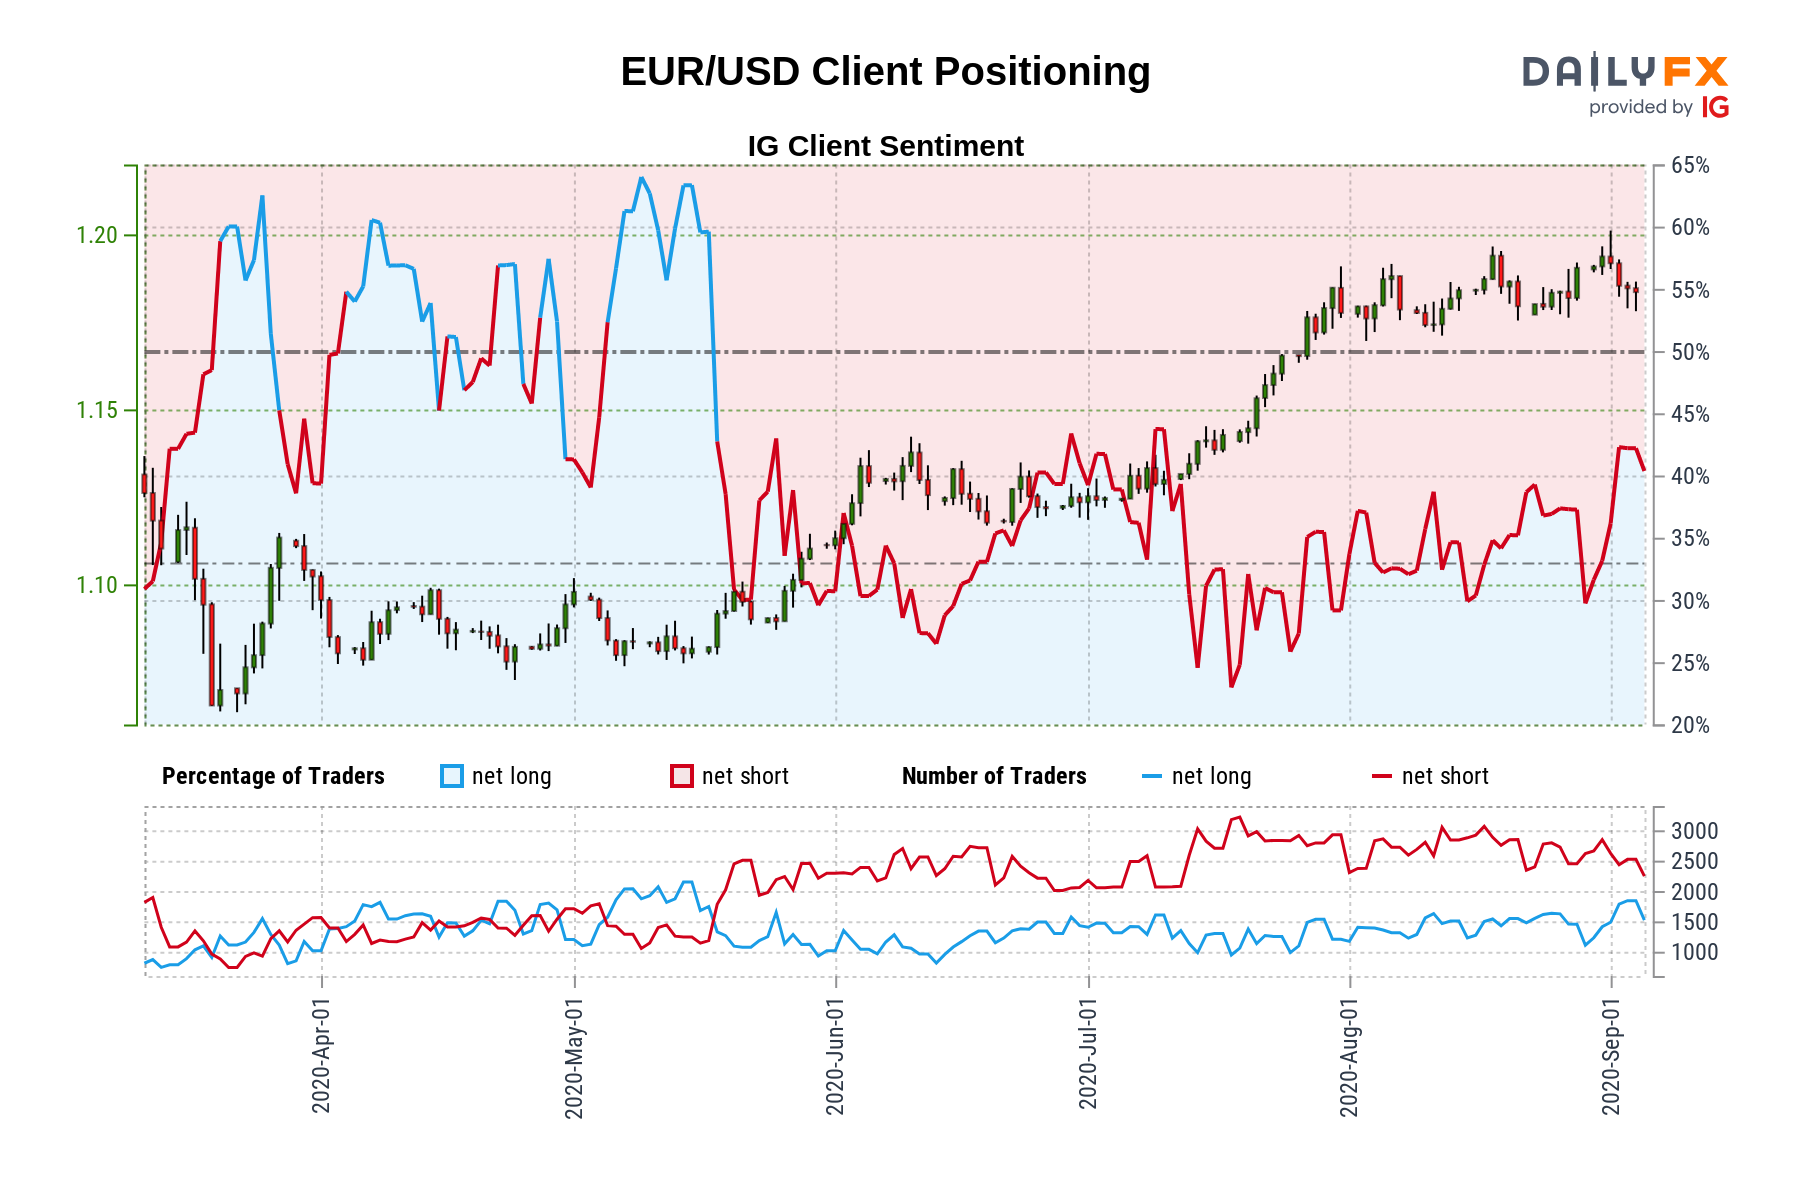 EUR/USD Client Positioning
DAILYFX
provided by IG
IG Client Sentiment
1.20
1.15
1.10
65%
60%
55%
50%
45%
40%
35%
30%
25%
20%
Percentage of Traders net long net short Number of Traders net long net short
3000
2500
2000
1500
1000
2020-Apr-01
2020-May-01
2020-Jun-01
2020-Jul-01
2020-Aug-01
2020-Sep-01